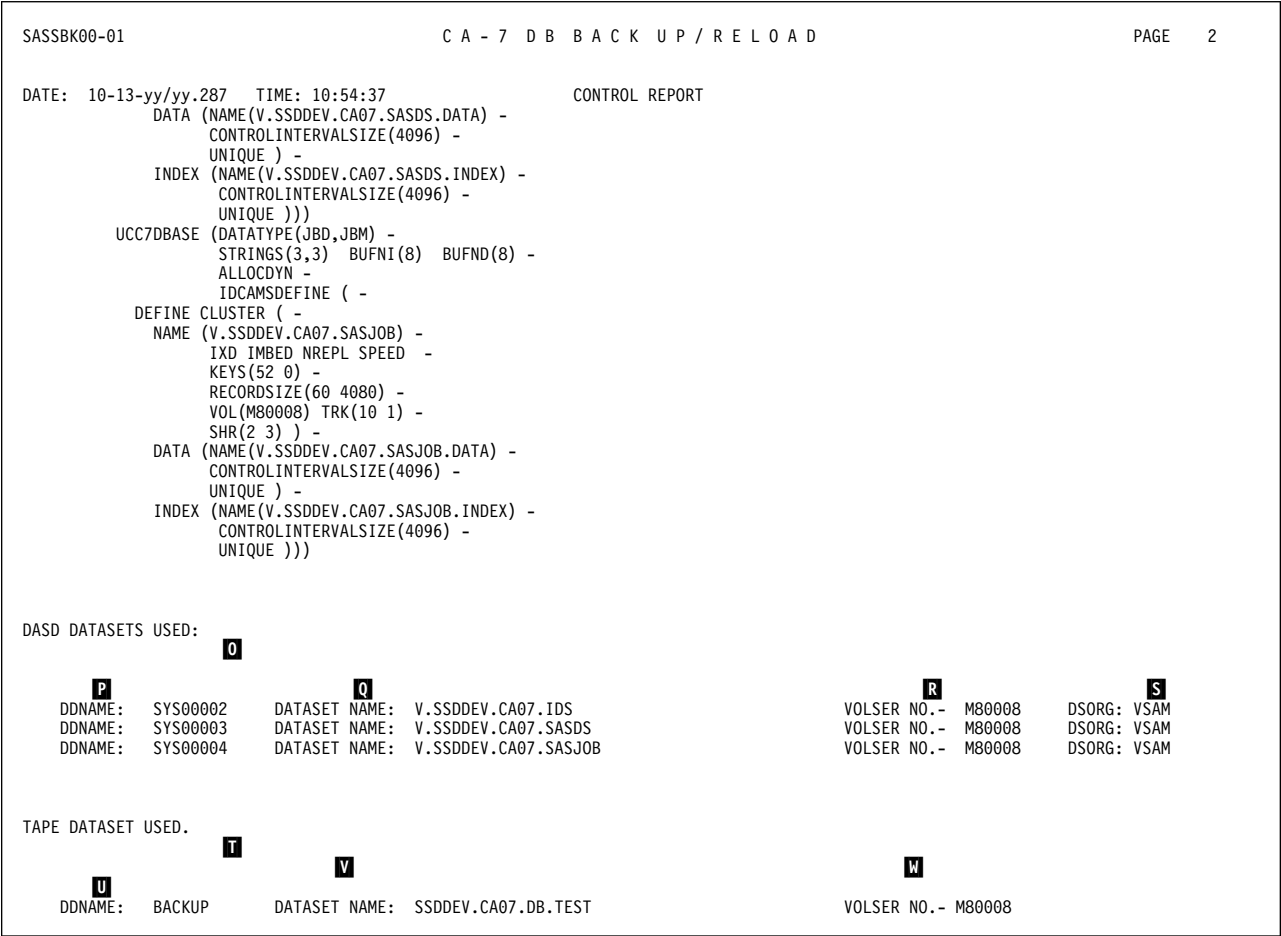 SASSBK00-01 C A - 7 D B B A C K U P / R E L O A D PAGE 2
DATE: 10-13-yy/yy.287 TIME: 10:54:37 CONTROL REPORT
DATA (NAME(V.SSDDEV.CA07.SASDS.DATA) -
CONTROLINTERVALSIZE(4096) -
UNIQUE ) -
INDEX (NAME(V.SSDDEV.CA07.SASDS.INDEX) -
CONTROLINTERVALSIZE(4096) -
UNIQUE )))
UCC7DBASE (DATATYPE(JBD,JBM) -
STRINGS(3,3) BUFNI(8) BUFND(8) -
ALLOCDYN -
IDCAMSDEFINE ( -
DEFINE CLUSTER ( -
NAME (V.SSDDEV.CA07.SASJOB) -
IXD IMBED NREPL SPEED -
KEYS(52 0) -
RECORDSIZE(60 4080) -
VOL(M80008) TRK(10 1) -
SHR(2 3) ) -
DATA (NAME(V.SSDDEV.CA07.SASJOB.DATA) -
CONTROLINTERVALSIZE(4096) -
UNIQUE ) -
INDEX (NAME(V.SSDDEV.CA07.SASJOB.INDEX) -
CONTROLINTERVALSIZE(4096) -
UNIQUE )))
DASD DATASETS USED:
O
P Q R S
DDNAME: SYS00002 DATASET NAME: V.SSDDEV.CA07.IDS VOLSER NO.- M80008 DSORG: VSAM
DDNAME: SYS00003 DATASET NAME: V.SSDDEV.CA07.SASDS VOLSER NO.- M80008 DSORG: VSAM
DDNAME: SYS00004 DATASET NAME: V.SSDDEV.CA07.SASJOB VOLSER NO.- M80008 DSORG: VSAM
TAPE DATASET USED.
T
V W
U
DDNAME: BACKUP DATASET NAME: SSDDEV.CA07.DB.TEST VOLSER NO.- M80008